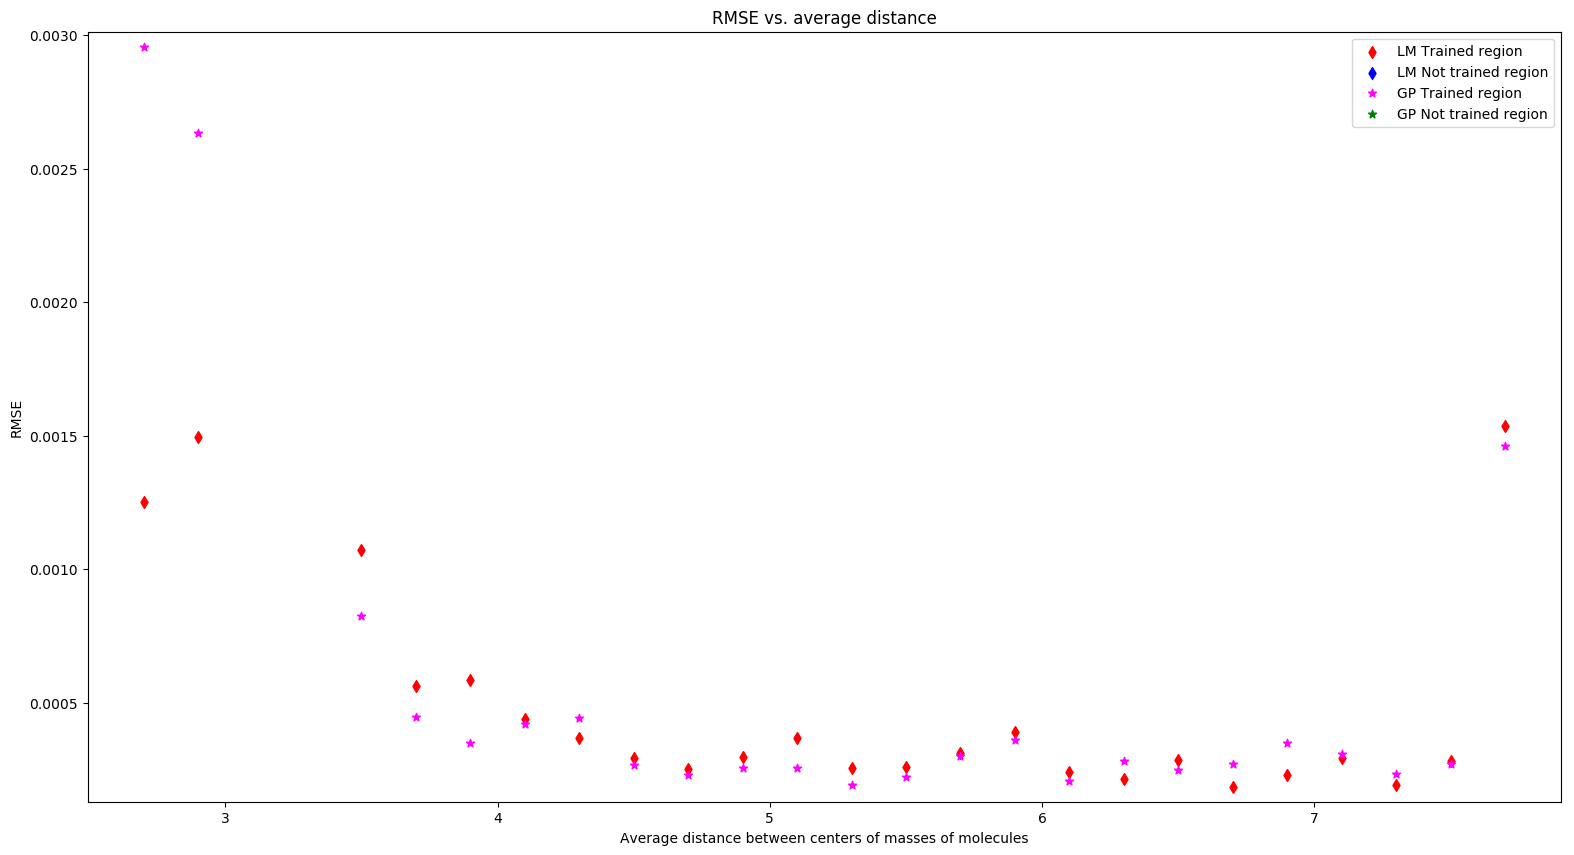 RMSE vs. average distance
LM Trained region
LM Not trained region
GP Trained region
GP Not trained region
0.0030
0.0025
0.0020
0.0015
0.0010
0.0005
RMSE
3 4 5 6 7
Average distance between centers of masses of molecules